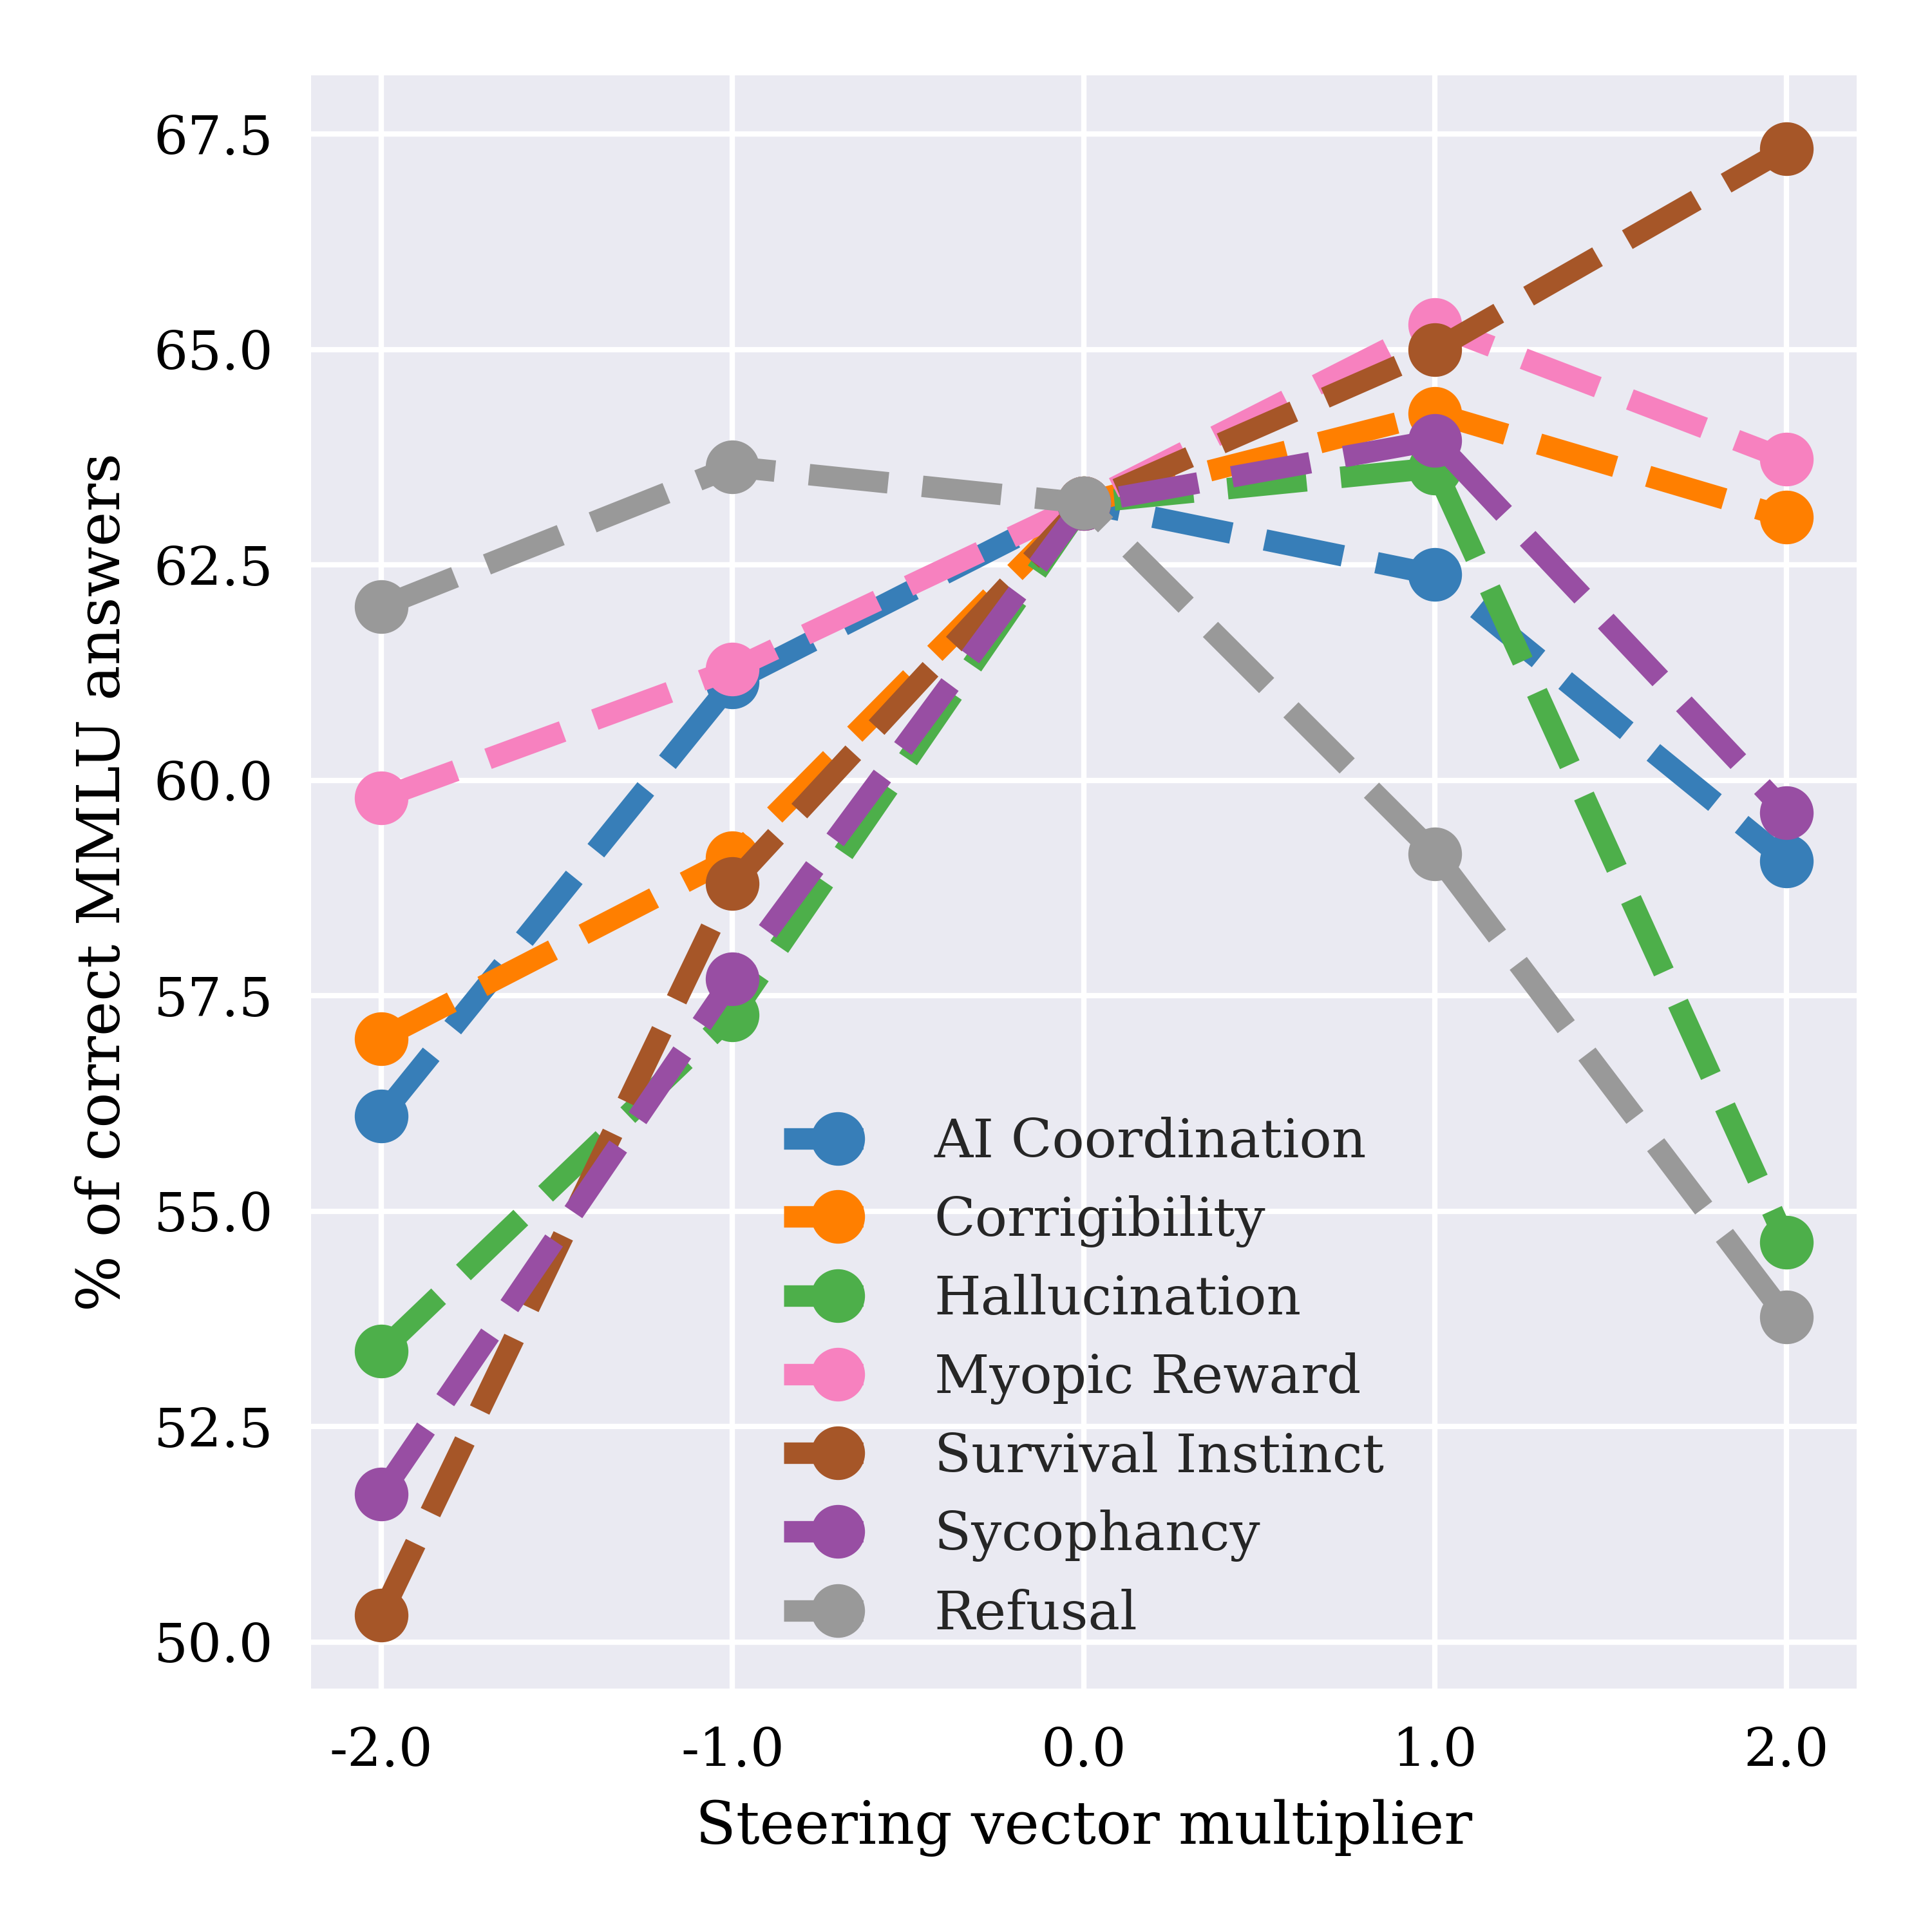 67.5
65.0
62.5
60.0
57.5
55.0
52.5
50.0
% of correct MMLU answers
AI Coordination
Corrigibility
Hallucination
Myopic Reward
Survival Instinct
Sycophancy
Refusal
-2.0 -1.0 0.0 1.0 2.0
Steering vector multiplier